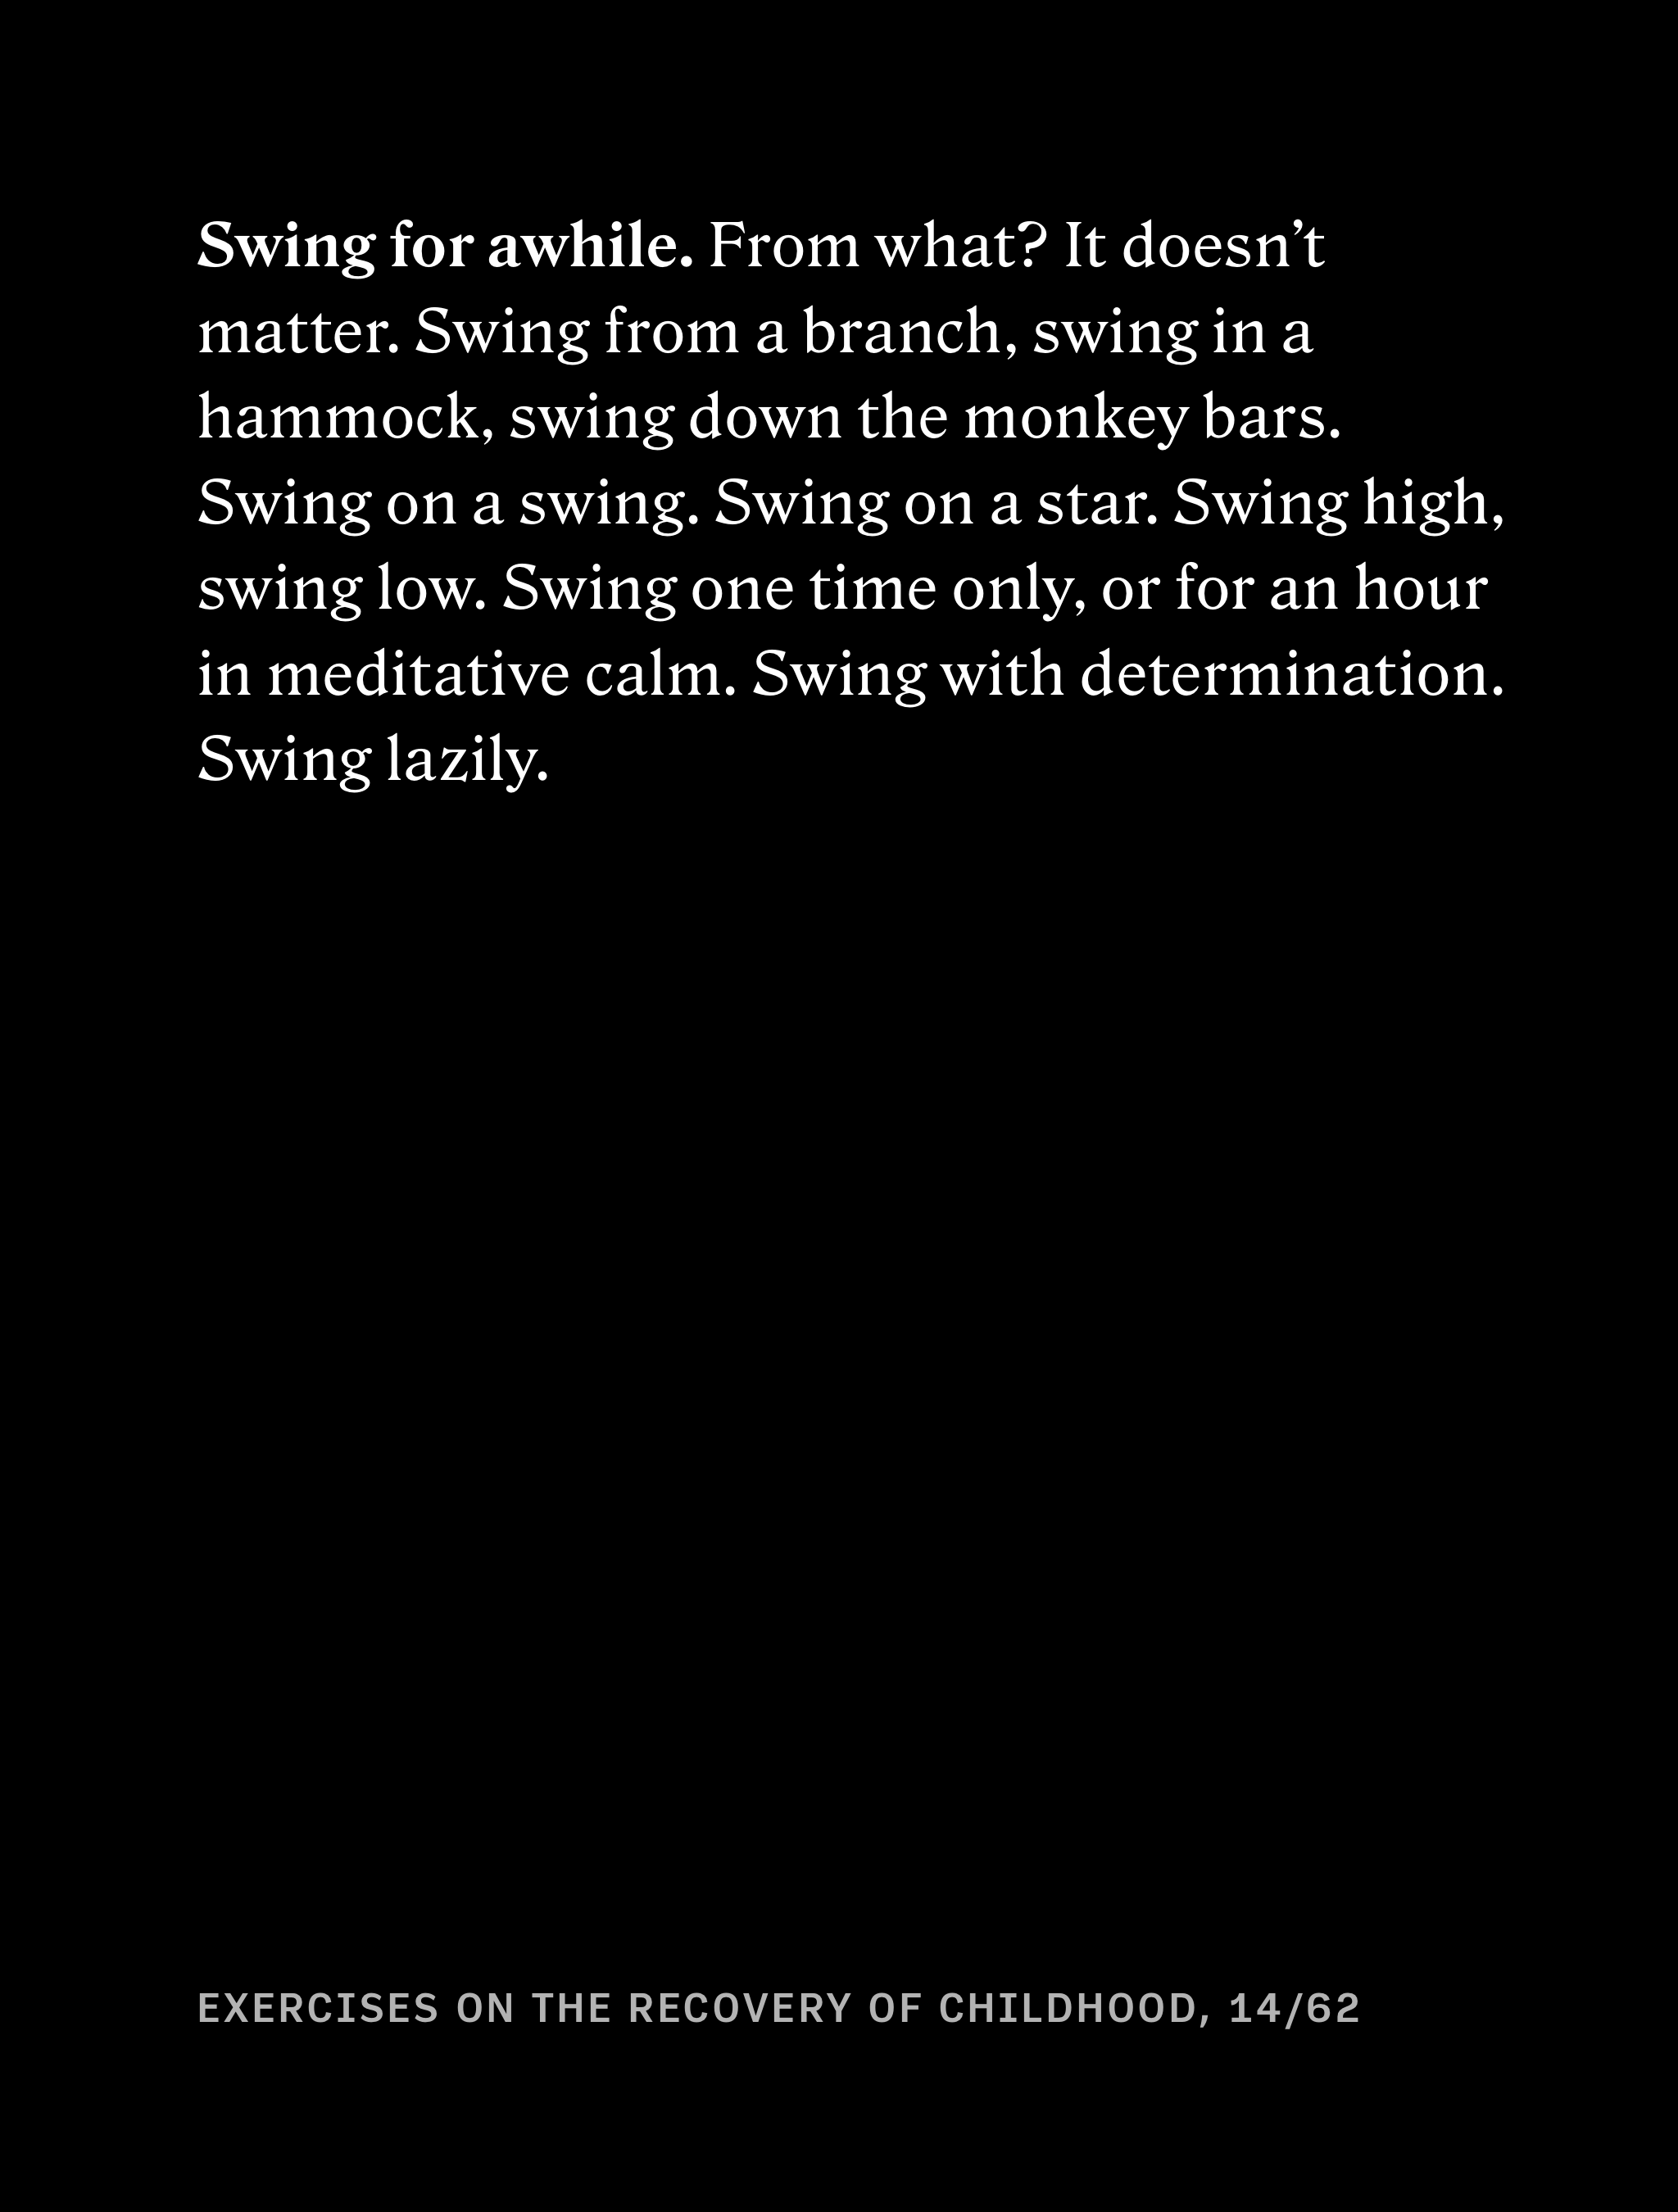 Swing for awhile. From what? It doesn’t
matter. Swing from a branch, swing in a
hammock, swing down the monkey bars.
Swing on a swing. Swing on a star. Swing high,
swing low. Swing one time only, or for an hour
in meditative calm. Swing with determination.
Swing lazily.
EXERCISES ON THE RECOVERY OF CHILDHOOD, 14/62